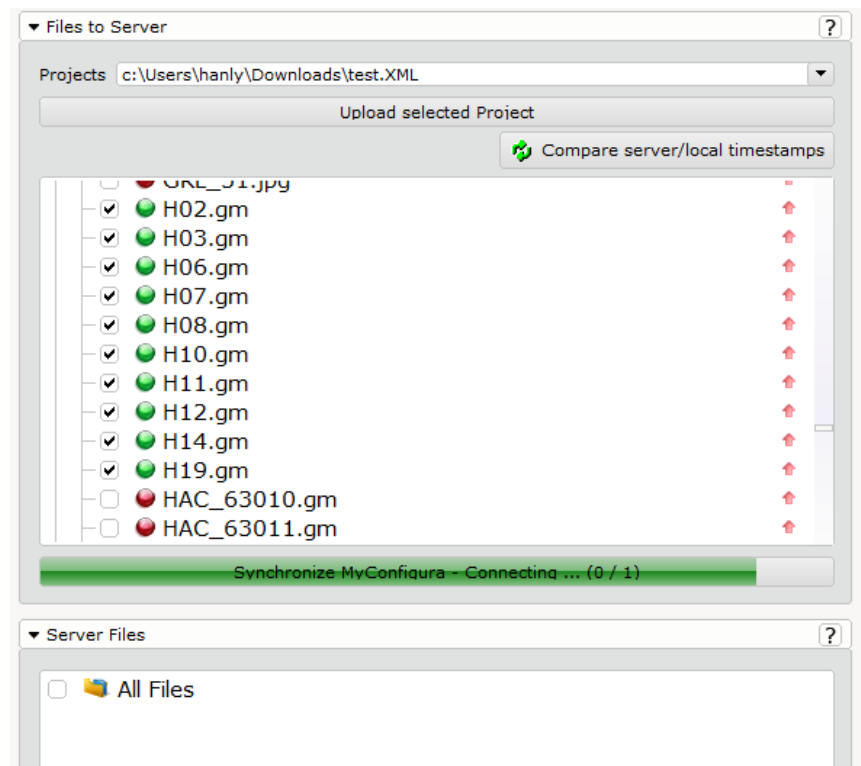 Files to Server ?
Projects c:\Users\hanly\Downloads\test.XML
Upload selected Project
Compare server/local timestamps
GRL_51.jpg
H02.gm
H03.gm
H06.gm
H07.gm
H08.gm
H10.gm
H11.gm
H12.gm
H14.gm
H19.gm
HAC_63010.gm
HAC_63011.gm
Synchronize MyConfigura - Connecting ... (0 / 1)
Server Files ?
All Files